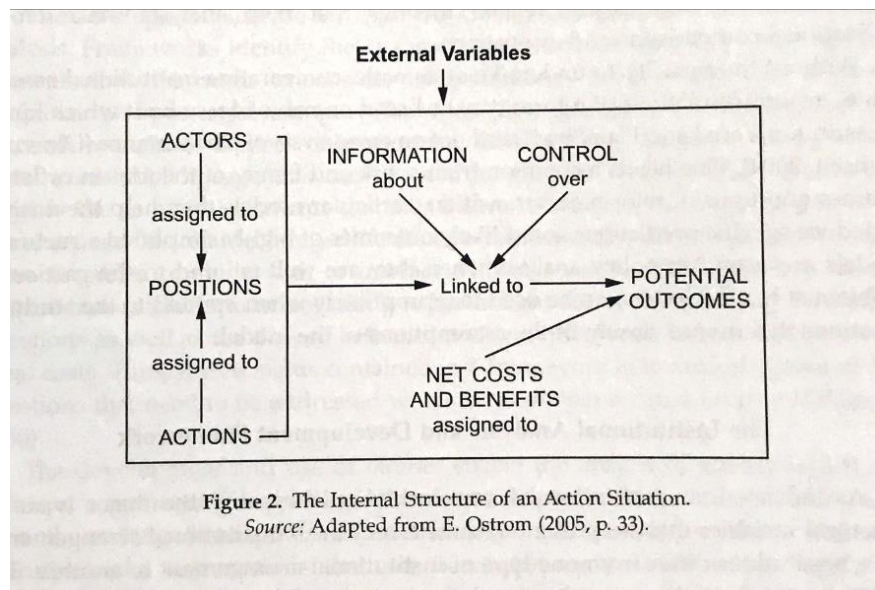 External Variables
ACTORS
INFORMATION
about
CONTROL
over
assigned to
POSITIONS
Linked to
POTENTIAL
OUTCOMES
assigned to
NET COSTS
AND BENEFITS
assigned to
ACTIONS
Figure 2. The Internal Structure of an Action Situation.
Source: Adapted from E. Ostrom (2005, p. 33).